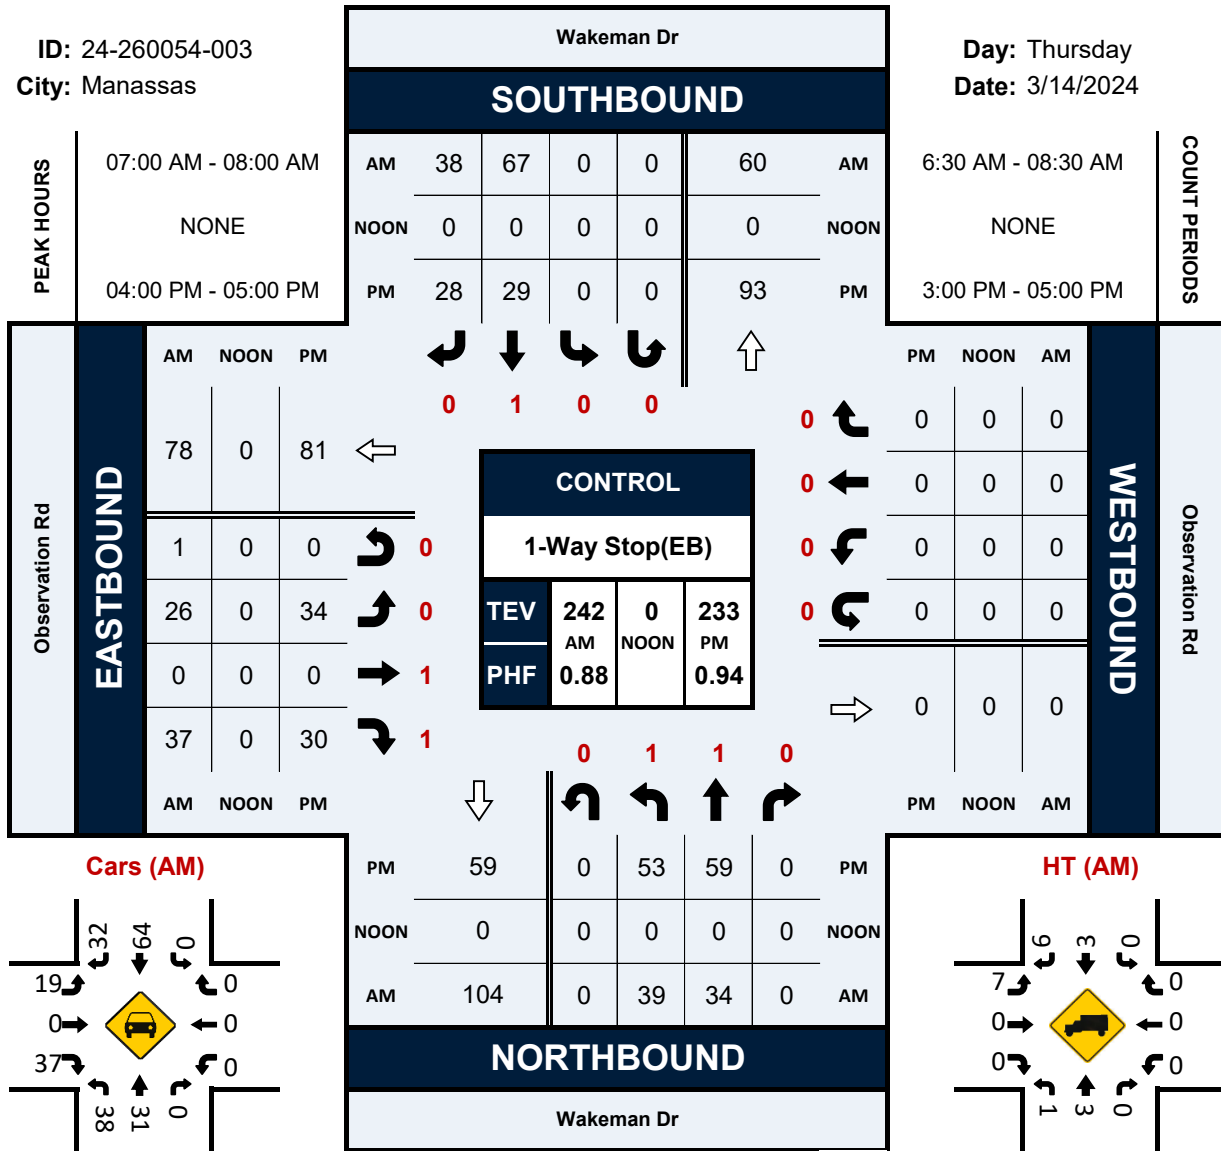 Wakeman Dr
ID: 24-260054-003
City: Manassas
Day: Thursday
Date: 3/14/2024
SOUTHBOUND
PEAK HOURS
07:00 AM - 08:00 AM
NONE
04:00 PM - 05:00 PM
AM 38 67 0 0 60 AM
NOON 0 0 0 0 0 NOON
PM 28 29 0 0 93 PM
6:30 AM - 08:30 AM
NONE
3:00 PM - 05:00 PM
COUNT PERIODS
0 1 0 0
Observation Rd
EASTBOUND
AM NOON PM
78 0 81
1 0 0 0
26 0 34 0
0 0 0 1
37 0 30 1
AM NOON PM
CONTROL
1-Way Stop(EB)
TEV 242 0 233
AM NOON PM
PHF 0.88 0.94
PM NOON AM
0 0 0 0
0 0 0 0
0 0 0 0
0 0 0 0
0 0 0
PM NOON AM
WESTBOUND
Observation Rd
0 1 1 0
PM 59 0 53 59 0 PM
NOON 0 0 0 0 0 NOON
AM 104 0 39 34 0 AM
NORTHBOUND
Wakeman Dr
Cars (AM)
32 64 0
19 0
0 0
37 0
38 31 0
HT (AM)
6 3 0
7 0
0 0
0 0
1 3 0